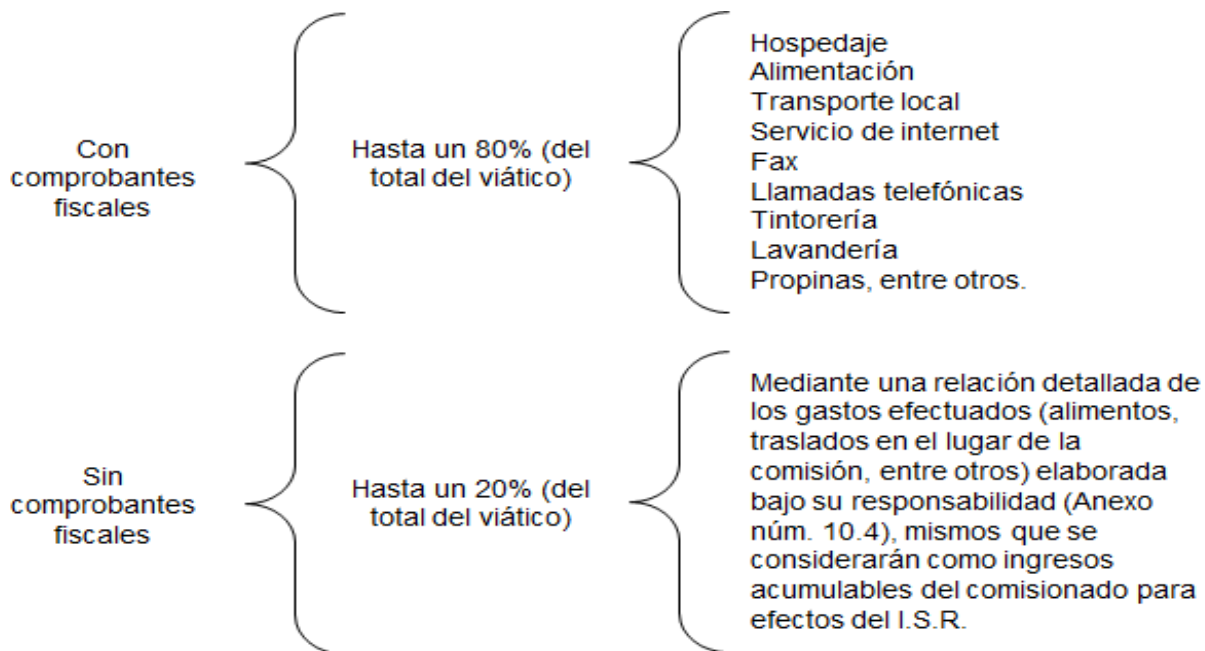 Con
comprobantes
fiscales
Hasta un 80% (del
total del viático)
Hospedaje
Alimentación
Transporte local
Servicio de internet
Fax
Llamadas telefónicas
Tintorería
Lavandería
Propinas, entre otros.
Sin
comprobantes
fiscales
Hasta un 20% (del
total del viático)
Mediante una relación detallada de
los gastos efectuados (alimentos,
traslados en el lugar de la
comisión, entre otros) elaborada
bajo su responsabilidad (Anexo
núm. 10.4), mismos que se
considerarán como ingresos
acumulables del comisionado para
efectos del I.S.R.